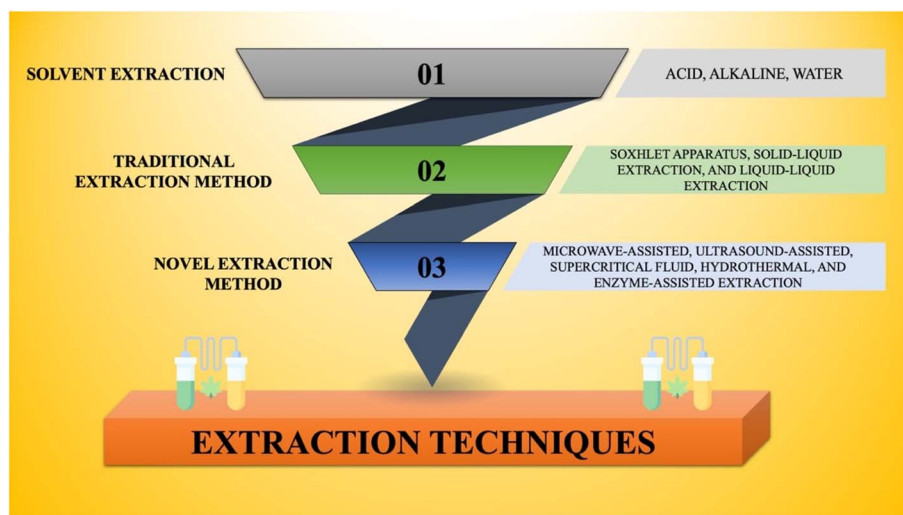 SOLVENT EXTRACTION
01
ACID, ALKALINE, WATER
TRADITIONAL
EXTRACTION METHOD
02
SOXHLET APPARATUS, SOLID-LIQUID
EXTRACTION, AND LIQUID-LIQUID
EXTRACTION
NOVEL EXTRACTION
METHOD
03
MICROWAVE-ASSISTED, ULTRASOUND-ASSISTED,
SUPERCRITICAL FLUID, HYDROTHERMAL, AND
ENZYME-ASSISTED EXTRACTION
EXTRACTION TECHNIQUES